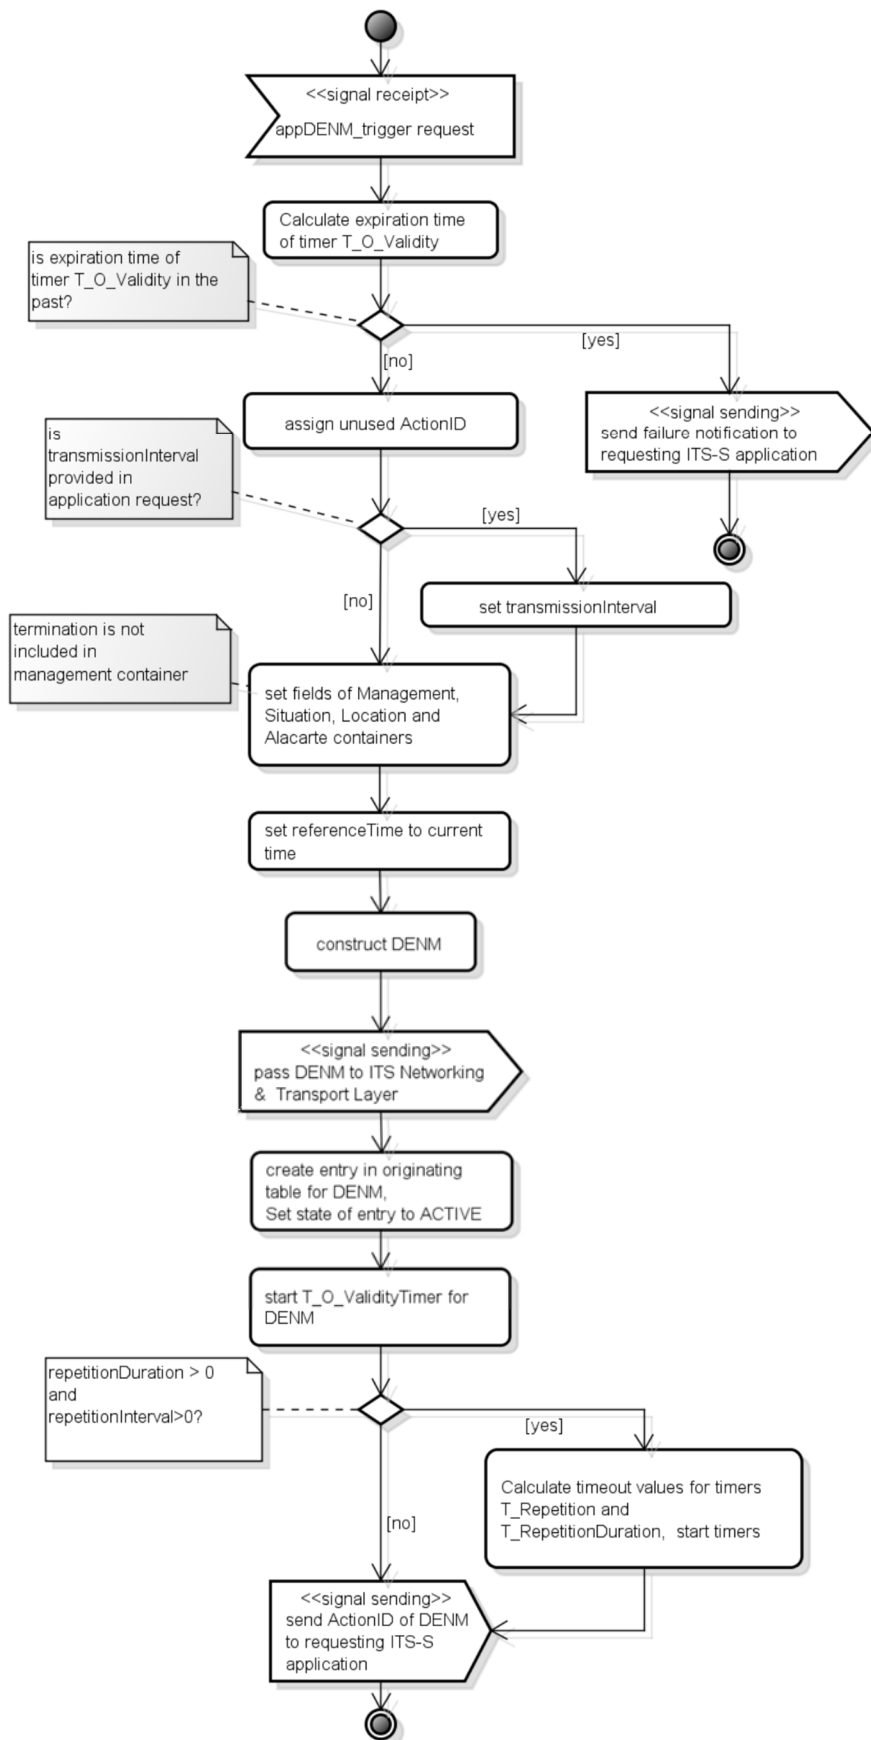 <<signal receipt>>
appDENM_trigger request
Calculate expiration time
of timer T_O_Validity
is expiration time of
timer T_O_Validity in the
past?
[yes]
[no]
<<signal sending>>
send failure notification to
requesting ITS-S application
assign unused ActionID
is
transmissionInterval
provided in
application request?
[yes]
[no]
set transmissionInterval
termination is not
included in
management container
set fields of Management,
Situation, Location and
Alacarte containers
set referenceTime to current
time
construct DENM
<<signal sending>>
pass DENM to ITS Networking
& Transport Layer
create entry in originating
table for DENM,
Set state of entry to ACTIVE
start T_O_ValidityTimer for
DENM
repetitionDuration > 0
and
repetitionInterval>0?
[yes]
Calculate timeout values for timers
T_Repetition and
T_RepetitionDuration, start timers
[no]
<<signal sending>>
send ActionID of DENM
to requesting ITS-S
application